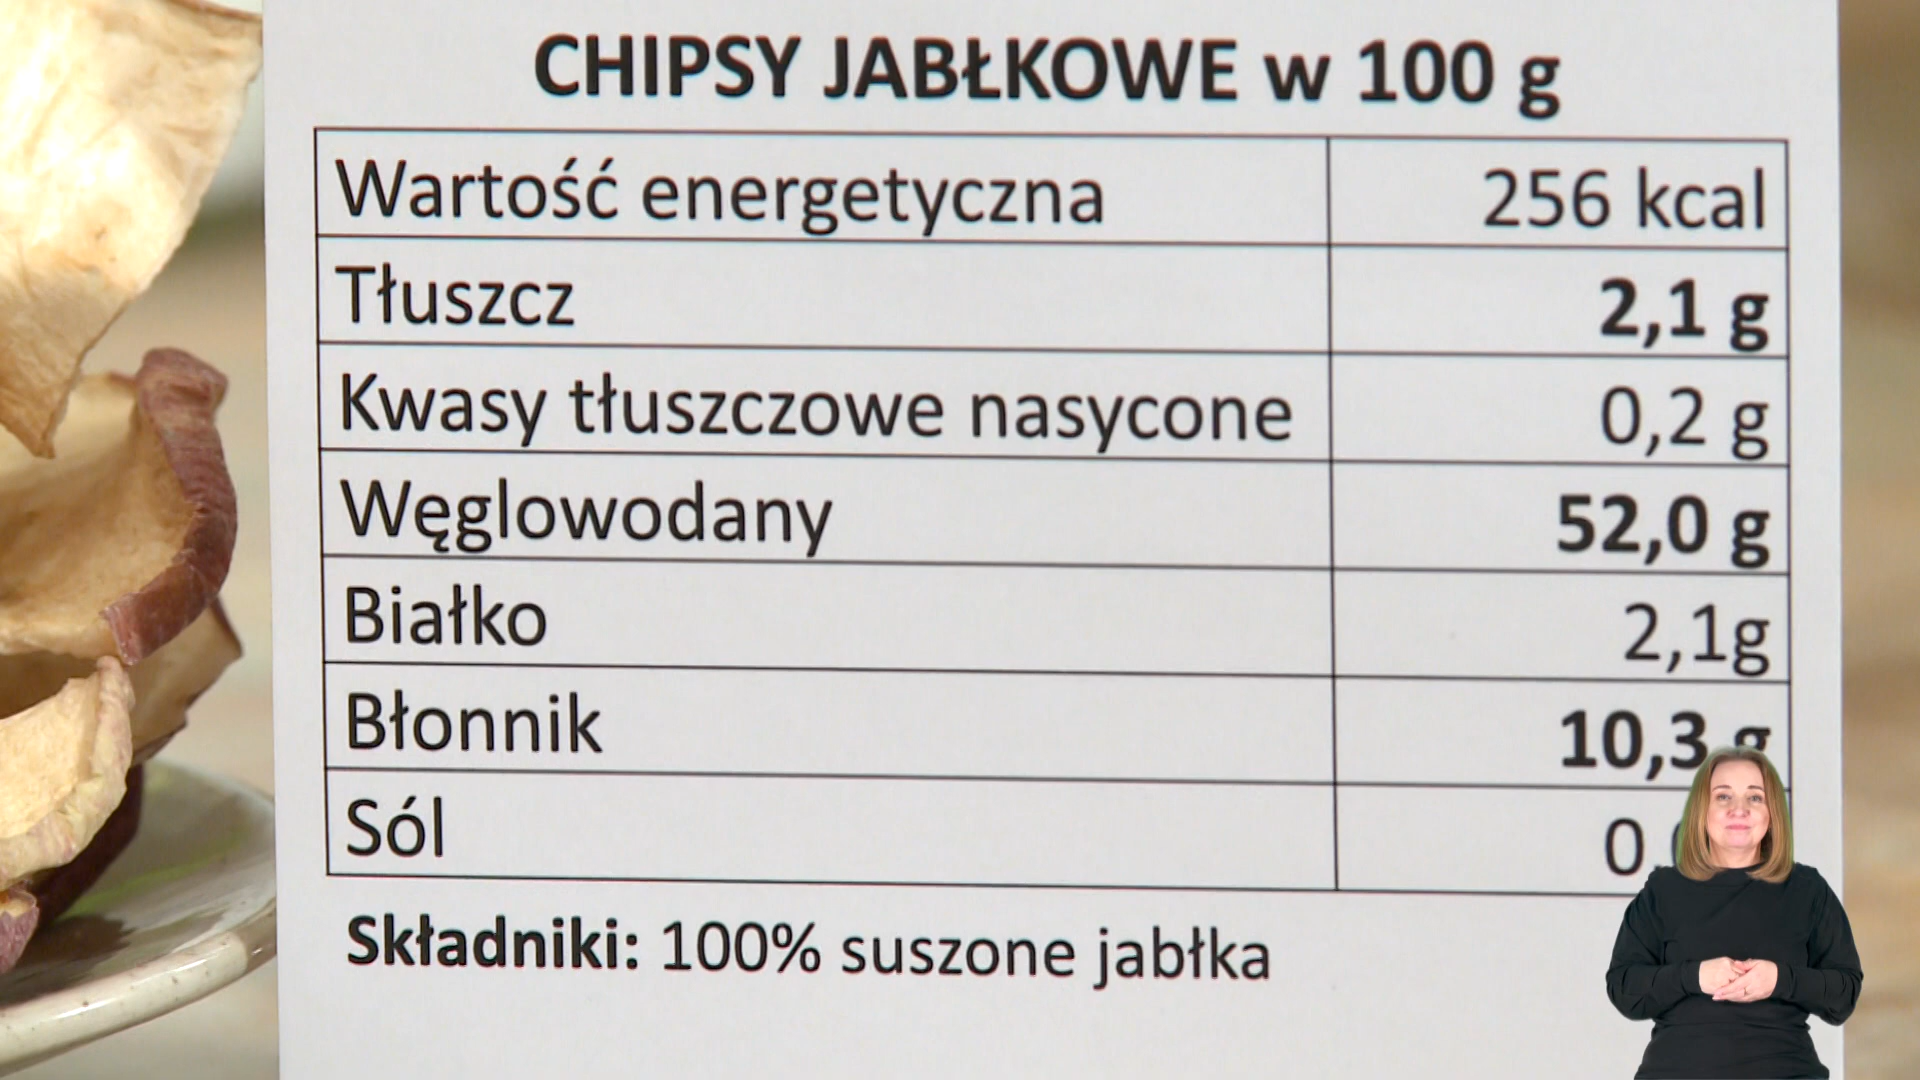 CHIPSY JABŁKOWE w 100 g
Wartość energetyczna 256 kcal
Tłuszcz 2,1 g
Kwasy tłuszczowe nasycone 0,2 g
Węglowodany 52,0 g
Białko 2,1g
Błonnik 10,3 g
Sól
Składniki: 100% suszone jabłka